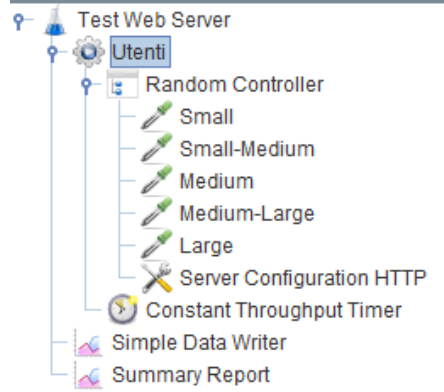 Test Web Server
Utenti
Random Controller
Small
Small-Medium
Medium
Medium-Large
Large
Server Configuration HTTP
Constant Throughput Timer
Simple Data Writer
Summary Report